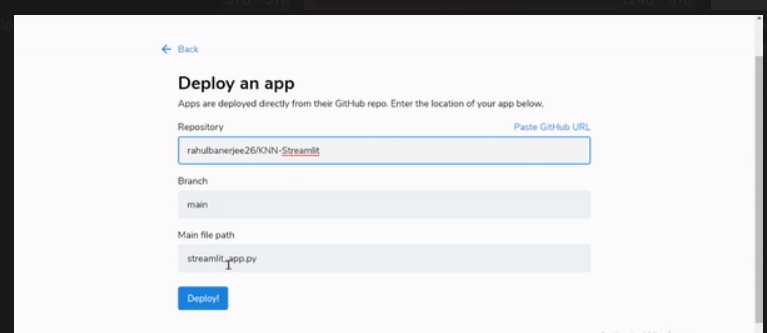 Back
Deploy an app
Apps are deployed directly from their GitHub repo. Enter the location of your app below.
Repository Paste GitHub URL
rahulbanerjee26/KNN-Streamlit
Branch
main
Main file path
streamlit_app.py
Deploy!